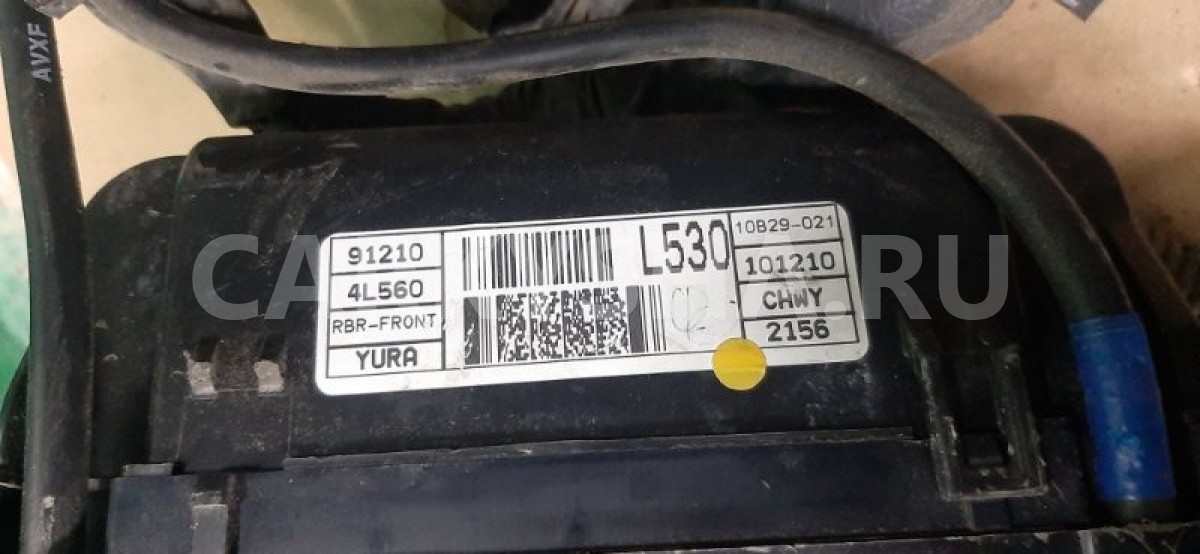 AVXF
91210
4L560
RBR-FRONT
YURA
L530
10B29-021
101210
CHWY
2156